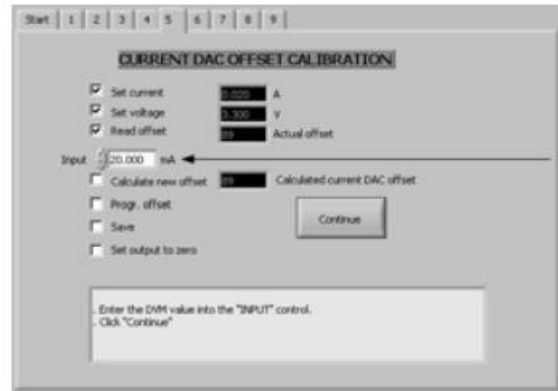 Start 1 2 3 4 5 6 7 8 9
CURRENT DAC OFFSET CALIBRATION
Set current 0.020 A
Set voltage 3.300 V
Read offset 89 Actual offset
Input 20.000 mA
Calculate new offset 89 Calculated current DAC offset
Progr. offset
Save
Continue
Set output to zero
. Enter the DVM value into the "INPUT" control.
. Click "Continue"